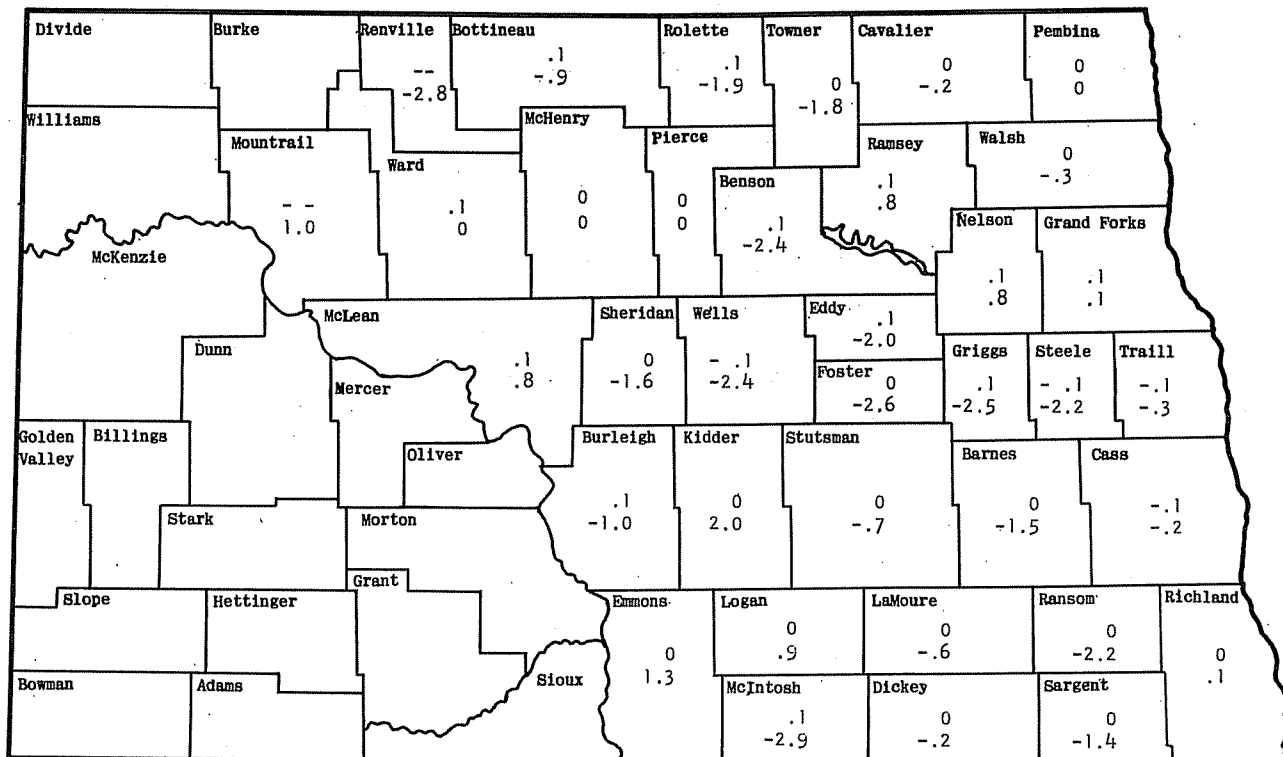 Divide
Burke
Renville
--
-2.8
Bottineau
.1
-.9
Rolette
.1
-1.9
Towner
0
-1.8
Cavalier
0
-.2
Pembina
0
0
Williams
Mountrail
- -
1.0
Ward
.1
0
McHenry
0
0
Pierce
0
0
Benson
.1
-2.4
Ramsey
.1
.8
Walsh
0
-.3
Nelson
.1
.8
Grand Forks
.1
.1
McKenzie
Dunn
McLean
.1
.8
Mercer
Sheridan
0
-1.6
Wells
- .1
-2.4
Eddy
.1
-2.0
Foster
0
-2.6
Griggs
.1
-2.5
Steele
- .1
-2.2
Traill
-.1
-.3
Golden
Valley
Billings
Oliver
Burleigh
.1
-1.0
Kidder
0
2.0
Stutsman
0
-.7
Barnes
0
-1.5
Cass
-.1
-.2
Stark
Morton
Grant
Slope
Hettinger
Emmons
0
1.3
Logan
0
.9
LaMoure
0
-.6
Ransom
0
-2.2
Richland
0
.1
Bowman
Adams
Sioux
McIntosh
.1
-2.9
Dickey
0
-.2
Sargent
0
-1.4